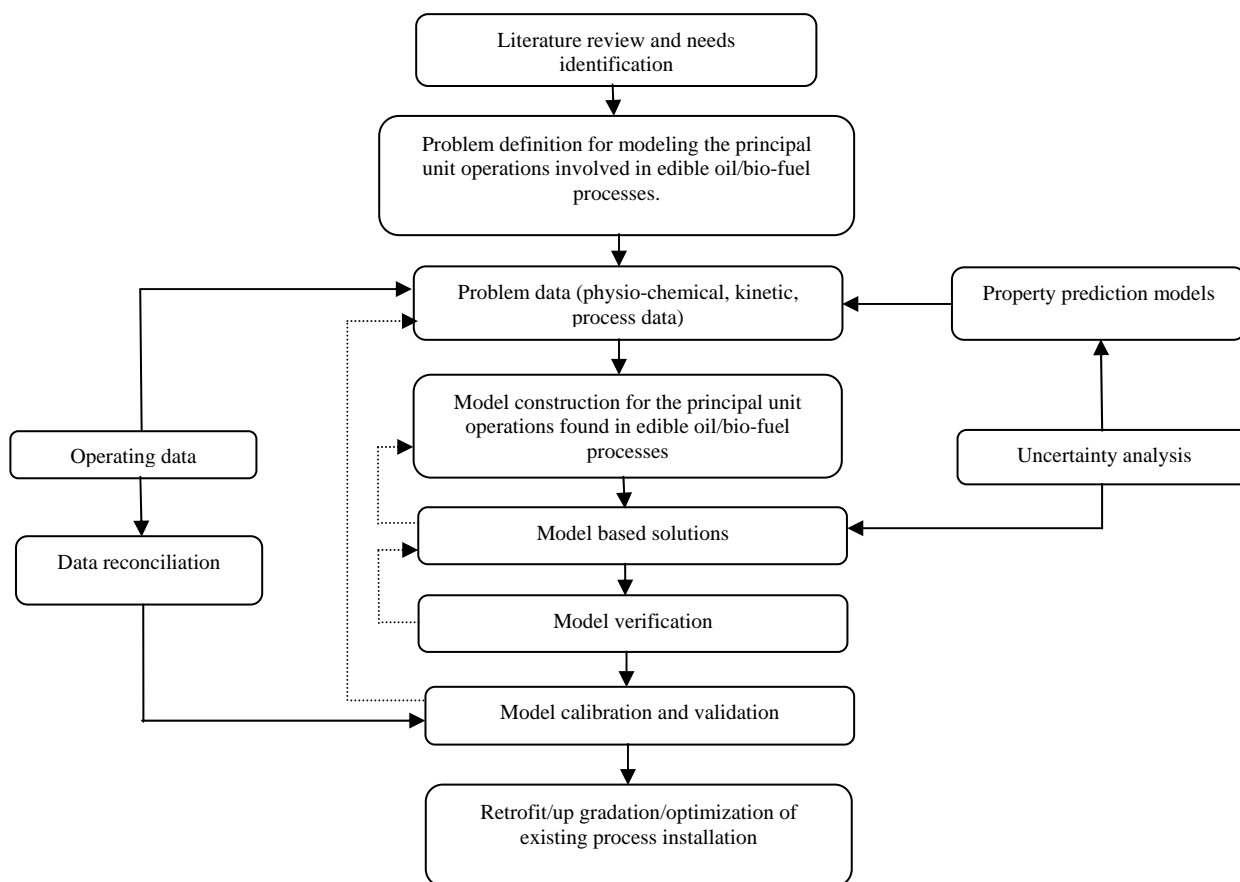 Literature review and needs
identification
Problem definition for modeling the principal
unit operations involved in edible oil/bio-fuel
processes.
Problem data (physio-chemical, kinetic,
process data)
Property prediction models
Model construction for the principal unit
operations found in edible oil/bio-fuel
processes
Operating data
Uncertainty analysis
Model based solutions
Data reconciliation
Model verification
Model calibration and validation
Retrofit/up gradation/optimization of
existing process installation